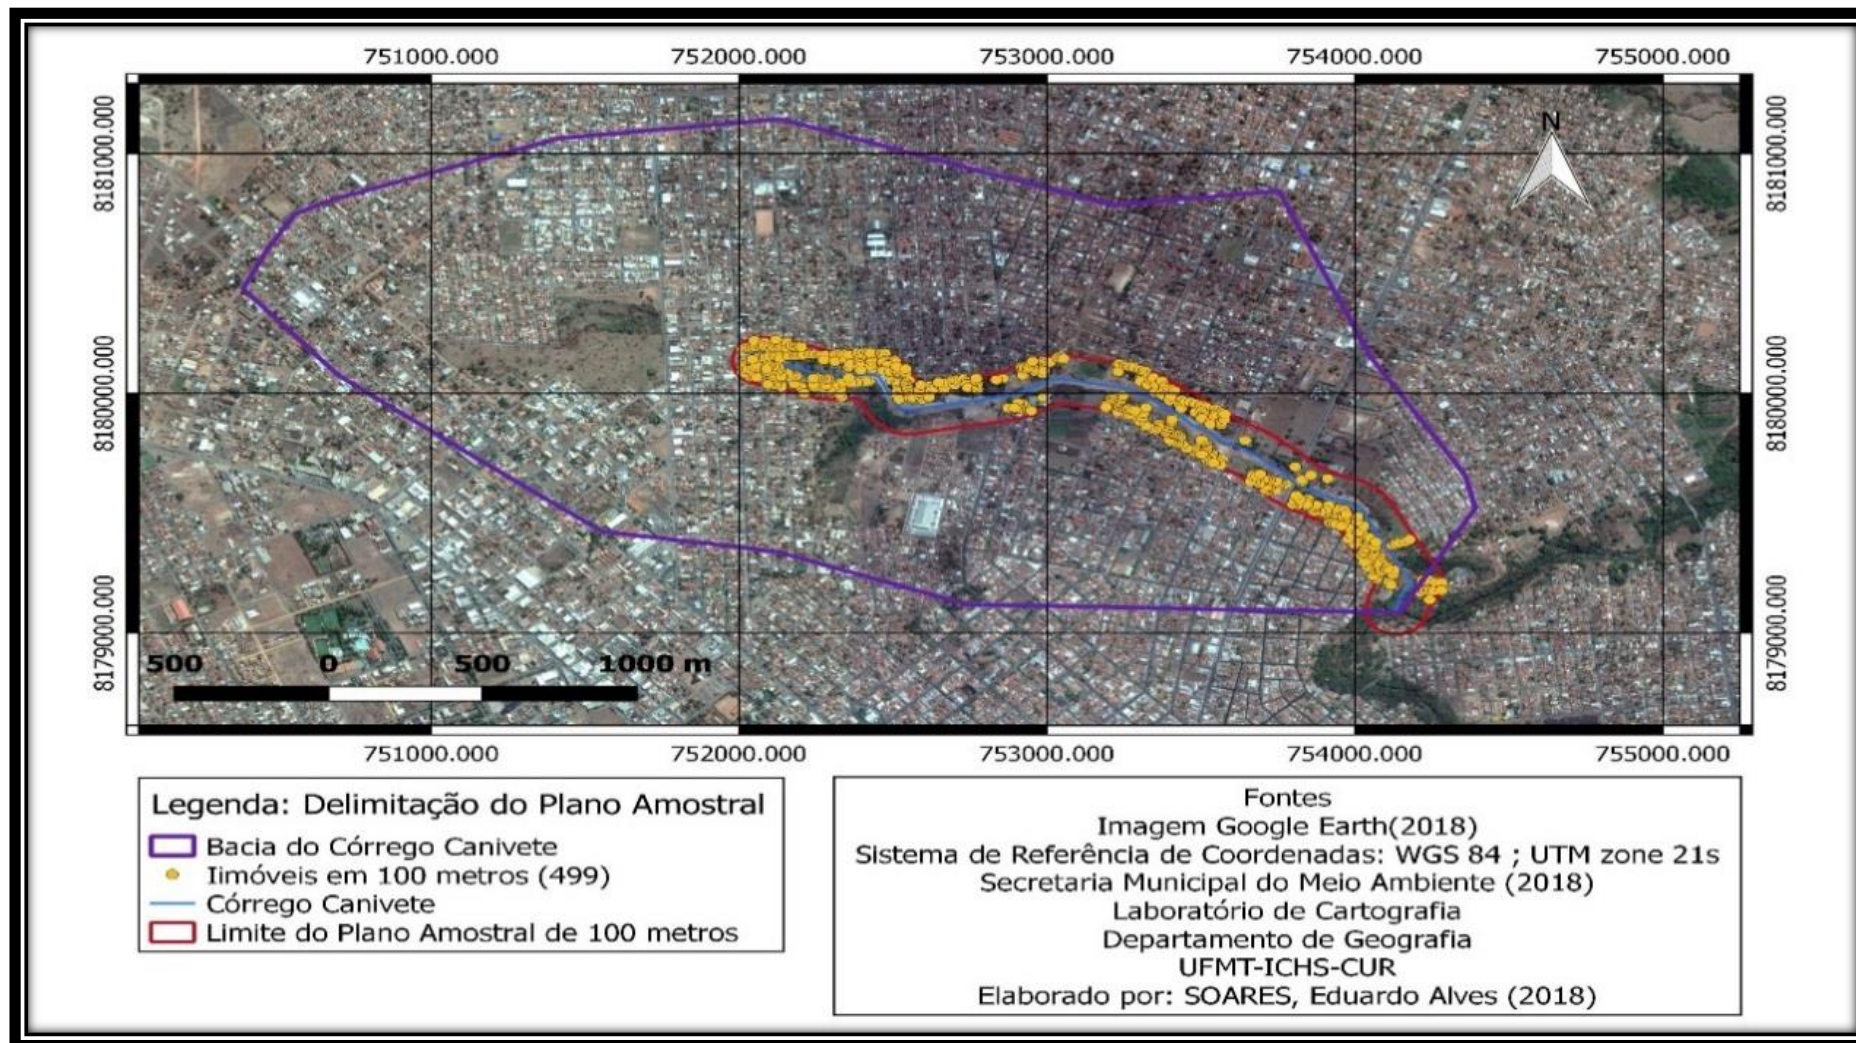 751000.000 752000.000 753000.000 754000.000 755000.000
8181000.000
8181000.000
8180000.000
8180000.000
8179000.000
8179000.000
N
500 0 500 1000 m
751000.000 752000.000 753000.000 754000.000 755000.000
Legenda: Delimitação do Plano Amostral
Bacia do Córrego Canivete
Iimóveis em 100 metros (499)
Córrego Canivete
Limite do Plano Amostral de 100 metros
Fontes
Imagem Google Earth(2018)
Sistema de Referência de Coordenadas: WGS 84 ; UTM zone 21s
Secretaria Municipal do Meio Ambiente (2018)
Laboratório de Cartografia
Departamento de Geografia
UFMT-ICHS-CUR
Elaborado por: SOARES, Eduardo Alves (2018)